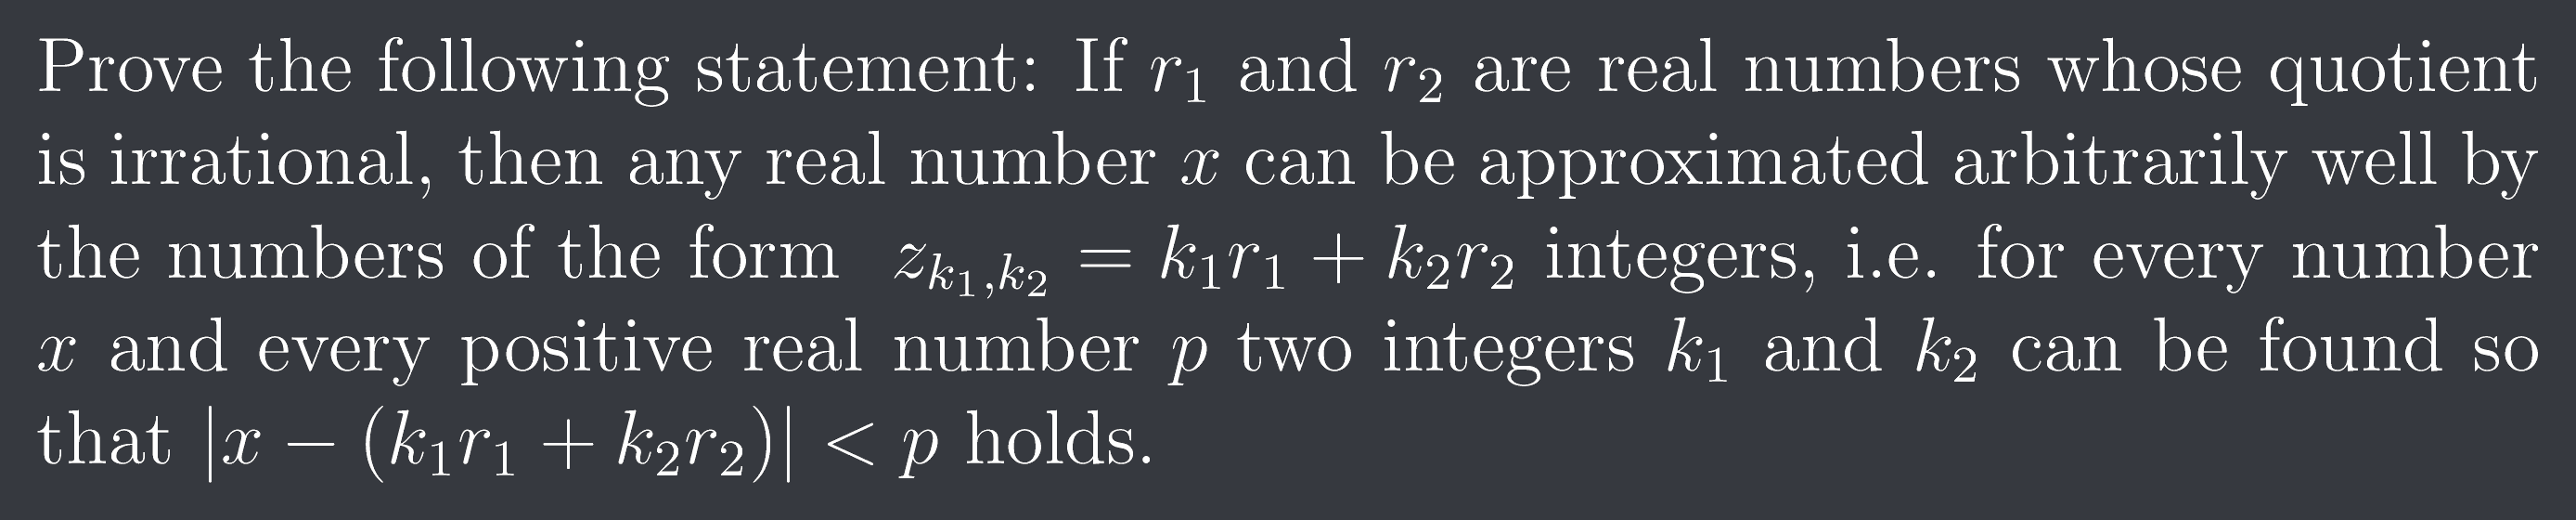 Prove the following statement: If r₁ and r₂ are real numbers whose quotient
is irrational, then any real number x can be approximated arbitrarily well by
the numbers of the form z_{k₁,k₂} = k₁r₁ + k₂r₂ integers, i.e. for every number
x and every positive real number p two integers k₁ and k₂ can be found so
that |x − (k₁r₁ + k₂r₂)| < p holds.